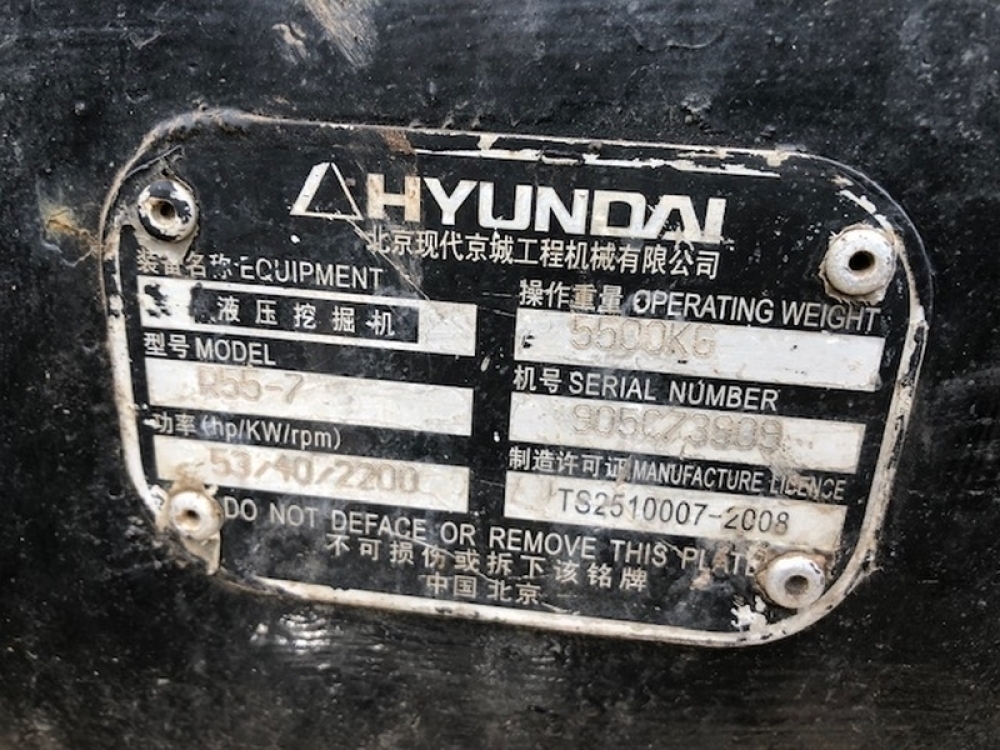 HYUNDAI
北京现代京城工程机械有限公司
装备名称 EQUIPMENT
液压挖掘机
型号 MODEL
R55-7
功率 (hp/KW/rpm)
53/40/2200
操作重量 OPERATING WEIGHT
5500KG
机号 SERIAL NUMBER
制造许可证 MANUFACTURE LICENCE
TS2510007-2008
DO NOT DEFACE OR REMOVE THIS PLATE
不可损伤或拆下该铭牌
中国 北京